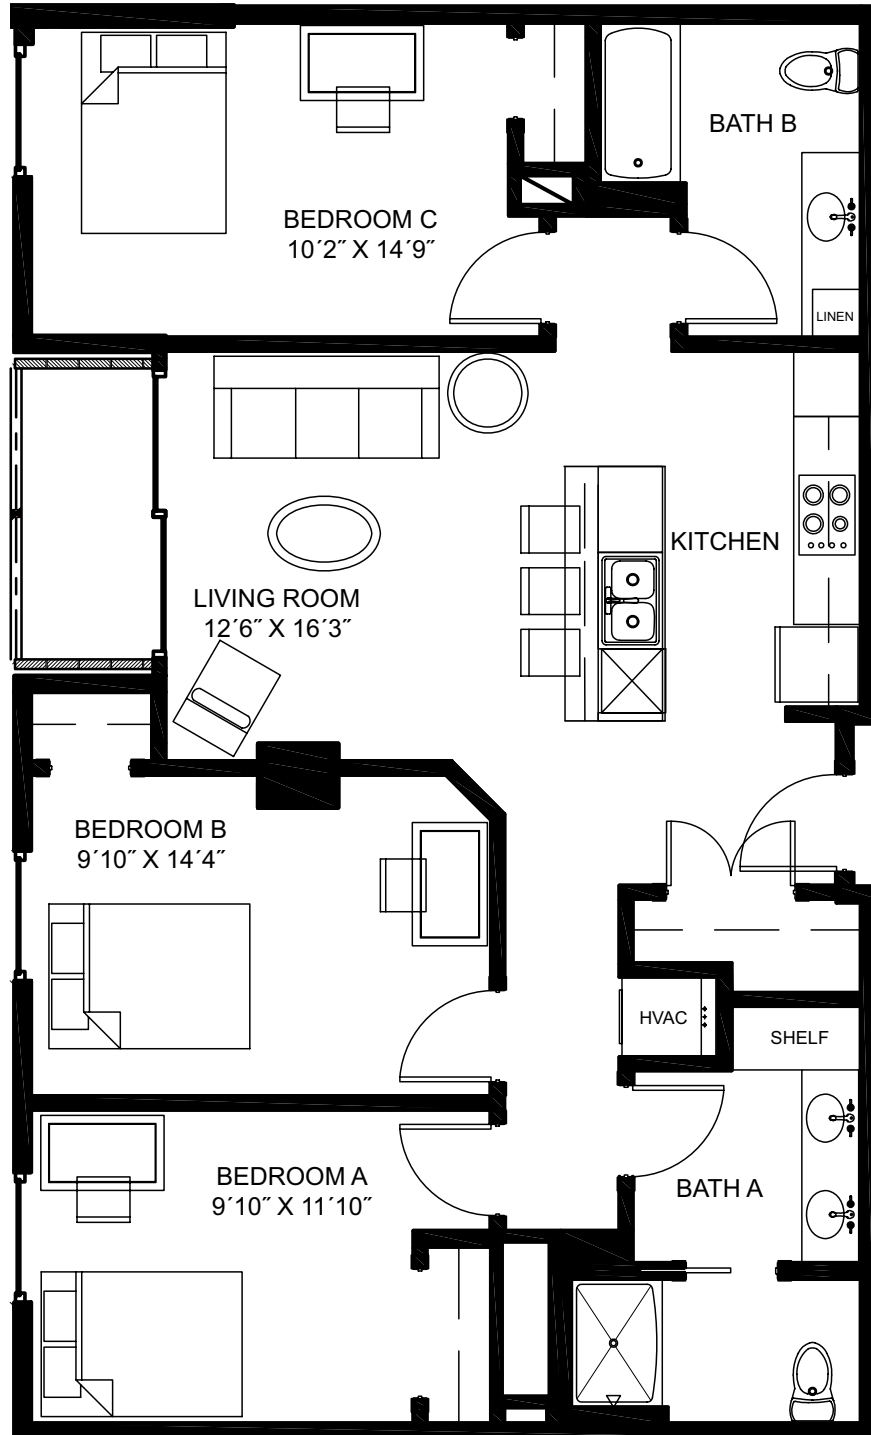 BATH B
BEDROOM C
10´2˝ X 14´9˝
LINEN
KITCHEN
LIVING ROOM
12´6˝ X 16´3˝
BEDROOM B
9´10˝ X 14´4˝
HVAC
SHELF
BEDROOM A
9´10˝ X 11´10˝
BATH A